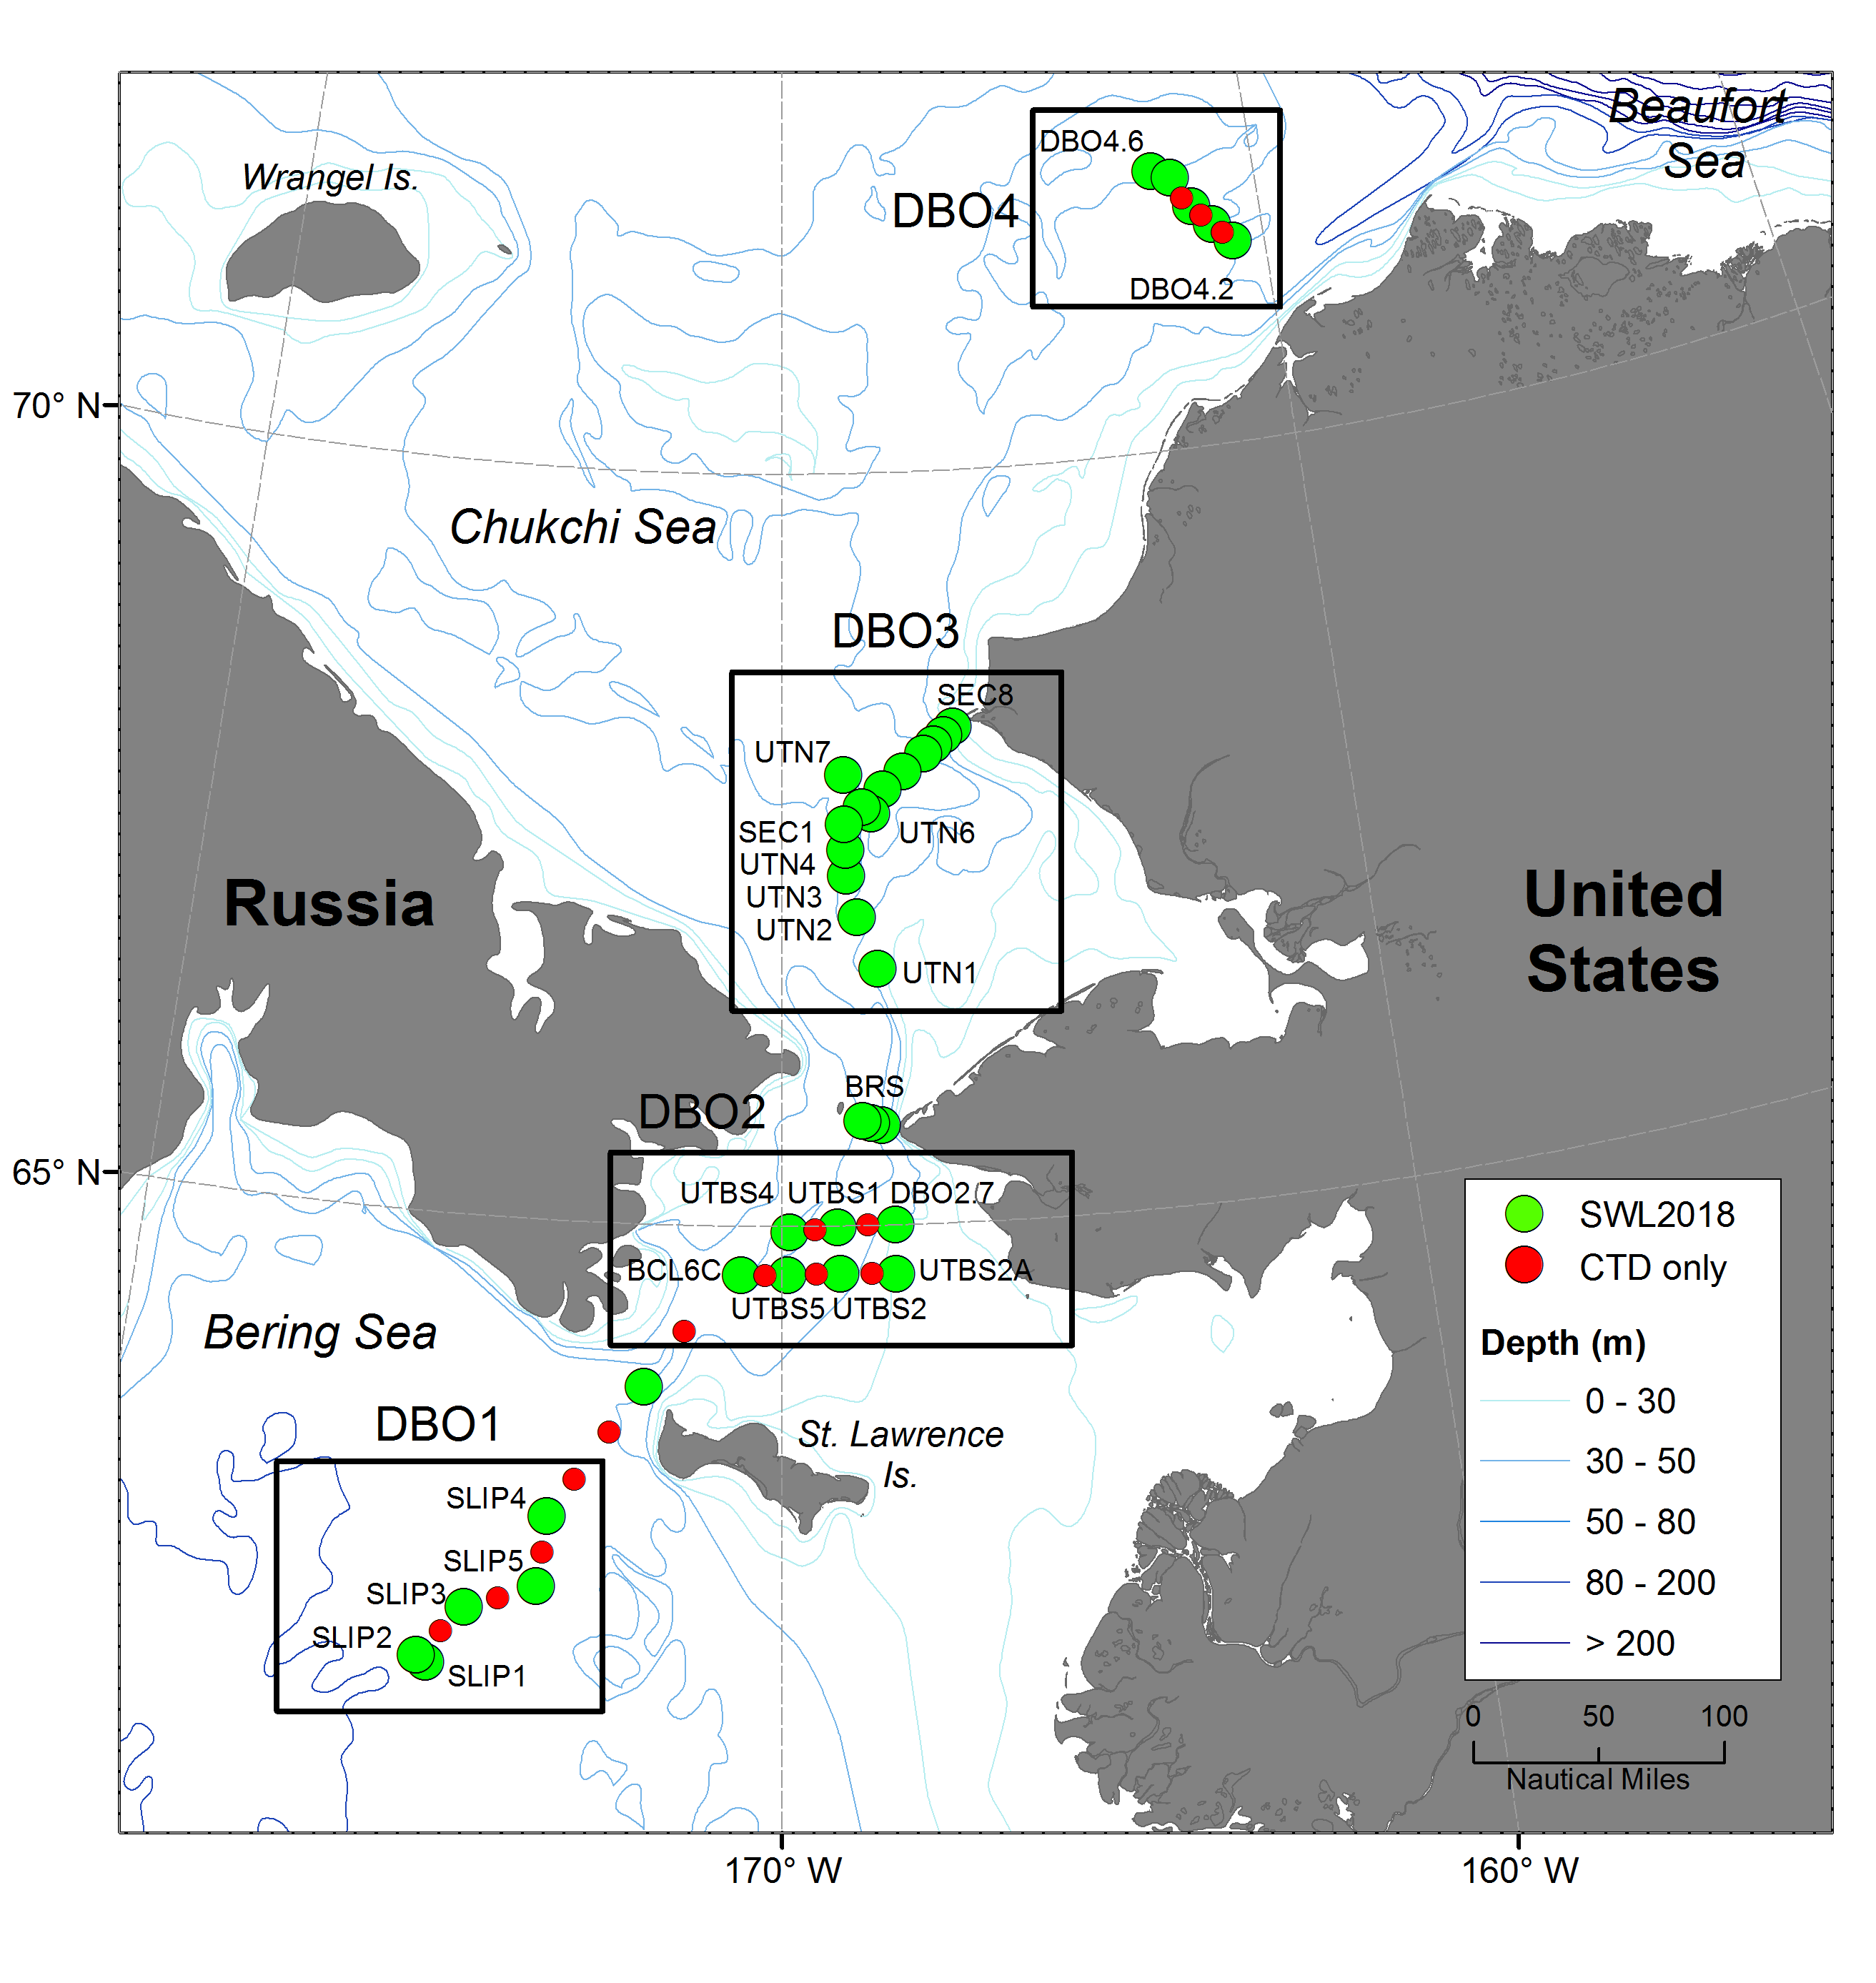 Beaufort
Sea
Wrangel Is.
DBO4.6
DBO4
DBO4.2
70° N
Chukchi Sea
DBO3
SEC8
UTN7
SEC1
UTN6
UTN4
UTN3
UTN2
UTN1
Russia
United
States
BRS
DBO2
65° N
UTBS4
UTBS1
DBO2.7
BCL6C
UTBS2A
UTBS5
UTBS2
Bering Sea
St. Lawrence
Is.
DBO1
SLIP4
SLIP5
SLIP3
SLIP2
SLIP1
SWL2018
CTD only
Depth (m)
0 - 30
30 - 50
50 - 80
80 - 200
> 200
0 50 100
Nautical Miles
170° W
160° W